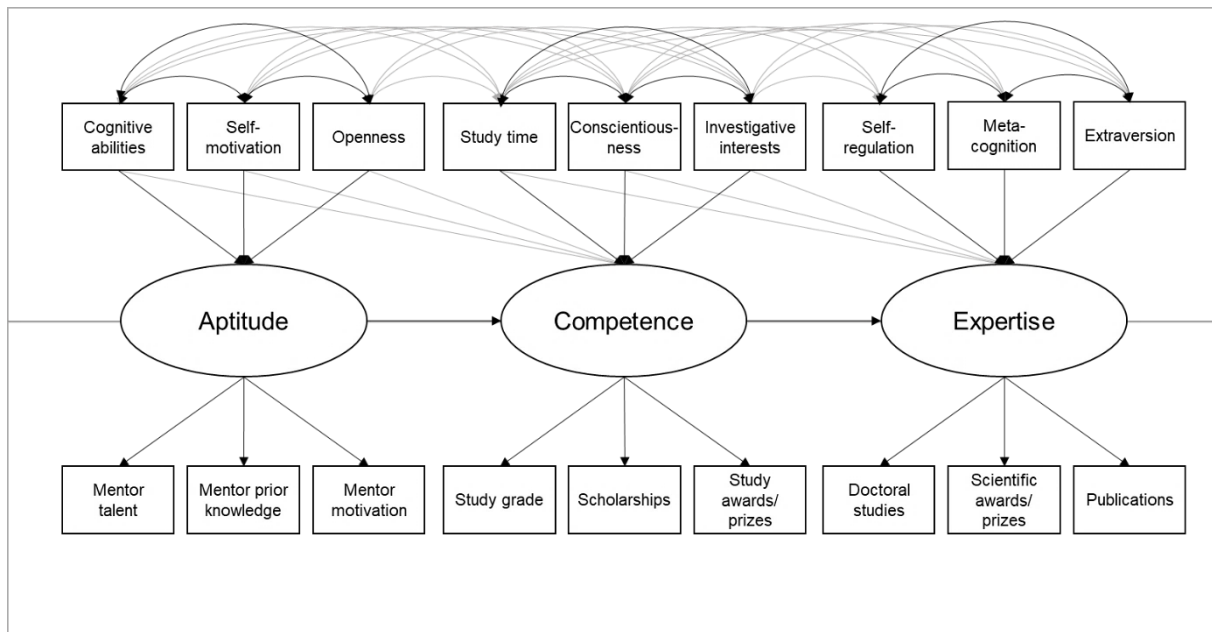 Cognitive
abilities
Self-
motivation
Openness
Study time
Conscientious-
ness
Investigative
interests
Self-
regulation
Meta-
cognition
Extraversion
Aptitude
Competence
Expertise
Mentor
talent
Mentor prior
knowledge
Mentor
motivation
Study grade
Scholarships
Study
awards/
prizes
Doctoral
studies
Scientific
awards/
prizes
Publications